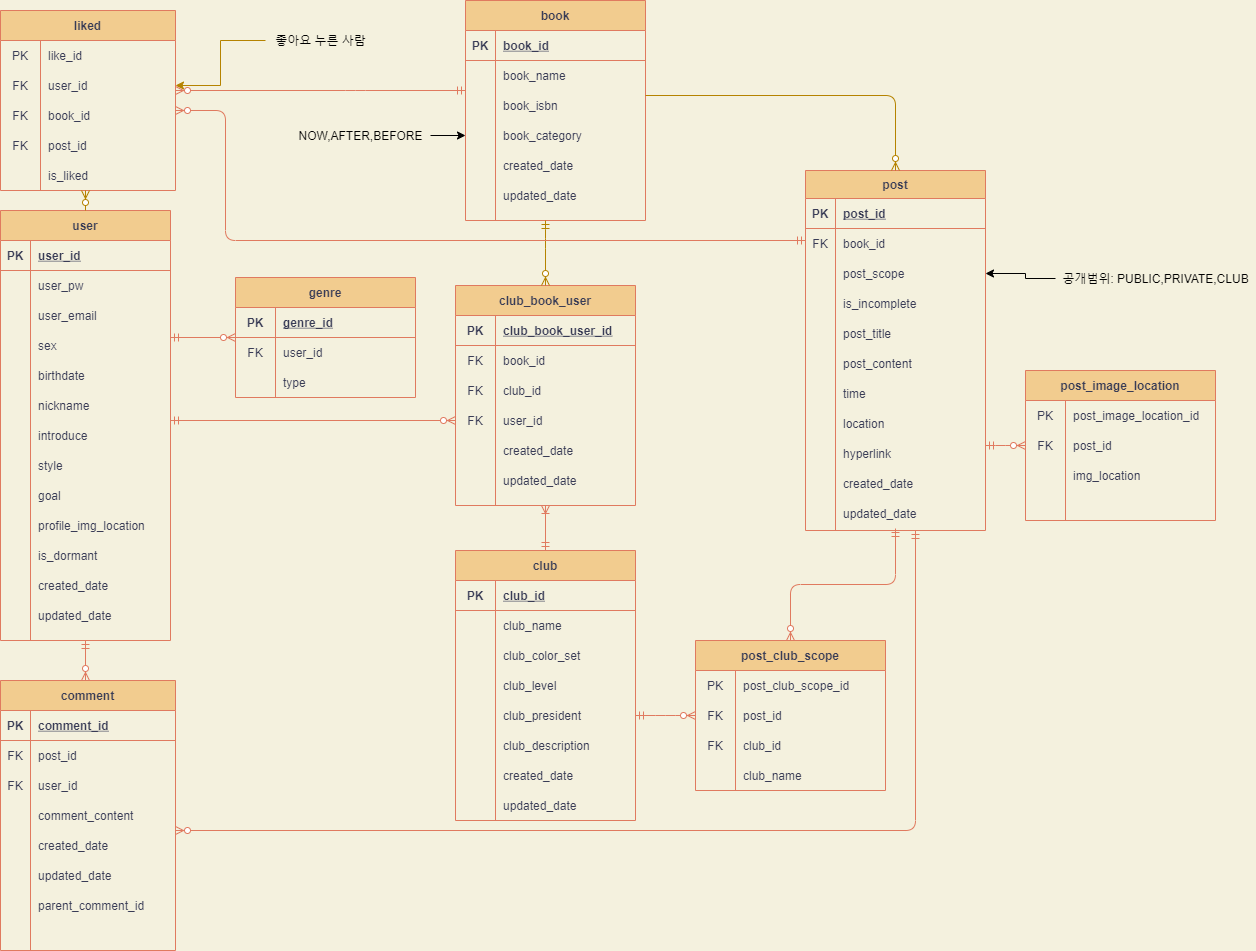 liked
PK like_id
FK user_id
FK book_id
FK post_id
is_liked
좋아요 누른 사람
book
PK book_id
book_name
book_isbn
book_category
created_date
updated_date
NOW,AFTER,BEFORE
post
PK post_id
FK book_id
post_scope
is_incomplete
post_title
post_content
time
location
hyperlink
created_date
updated_date
공개범위: PUBLIC,PRIVATE,CLUB
user
PK user_id
user_pw
user_email
sex
birthdate
nickname
introduce
style
goal
profile_img_location
is_dormant
created_date
updated_date
genre
PK genre_id
FK user_id
type
club_book_user
PK club_book_user_id
FK book_id
FK club_id
FK user_id
created_date
updated_date
post_image_location
PK post_image_location_id
FK post_id
img_location
club
PK club_id
club_name
club_color_set
club_level
club_president
club_description
created_date
updated_date
post_club_scope
PK post_club_scope_id
FK post_id
FK club_id
club_name
comment
PK comment_id
FK post_id
FK user_id
comment_content
created_date
updated_date
parent_comment_id